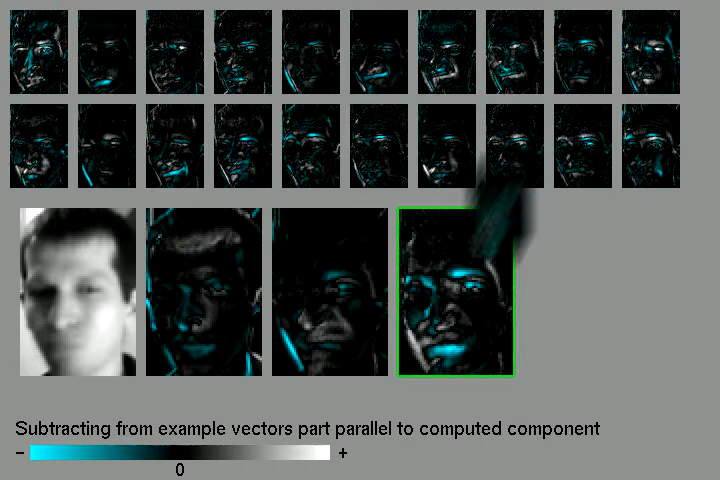 Subtracting from example vectors part parallel to computed component
– +
0